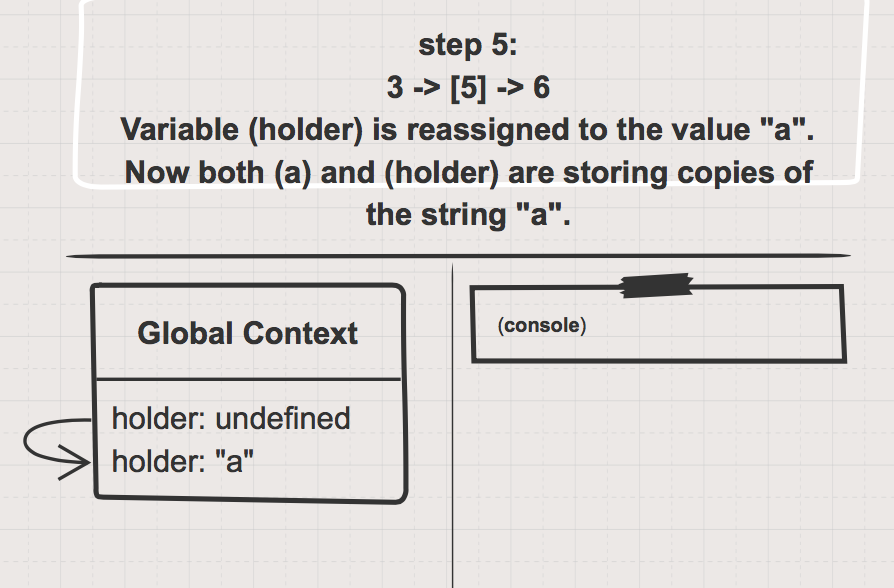 step 5:
3 -> [5] -> 6
Variable (holder) is reassigned to the value "a".
Now both (a) and (holder) are storing copies of
the string "a".
Global Context
(console)
holder: undefined
holder: "a"